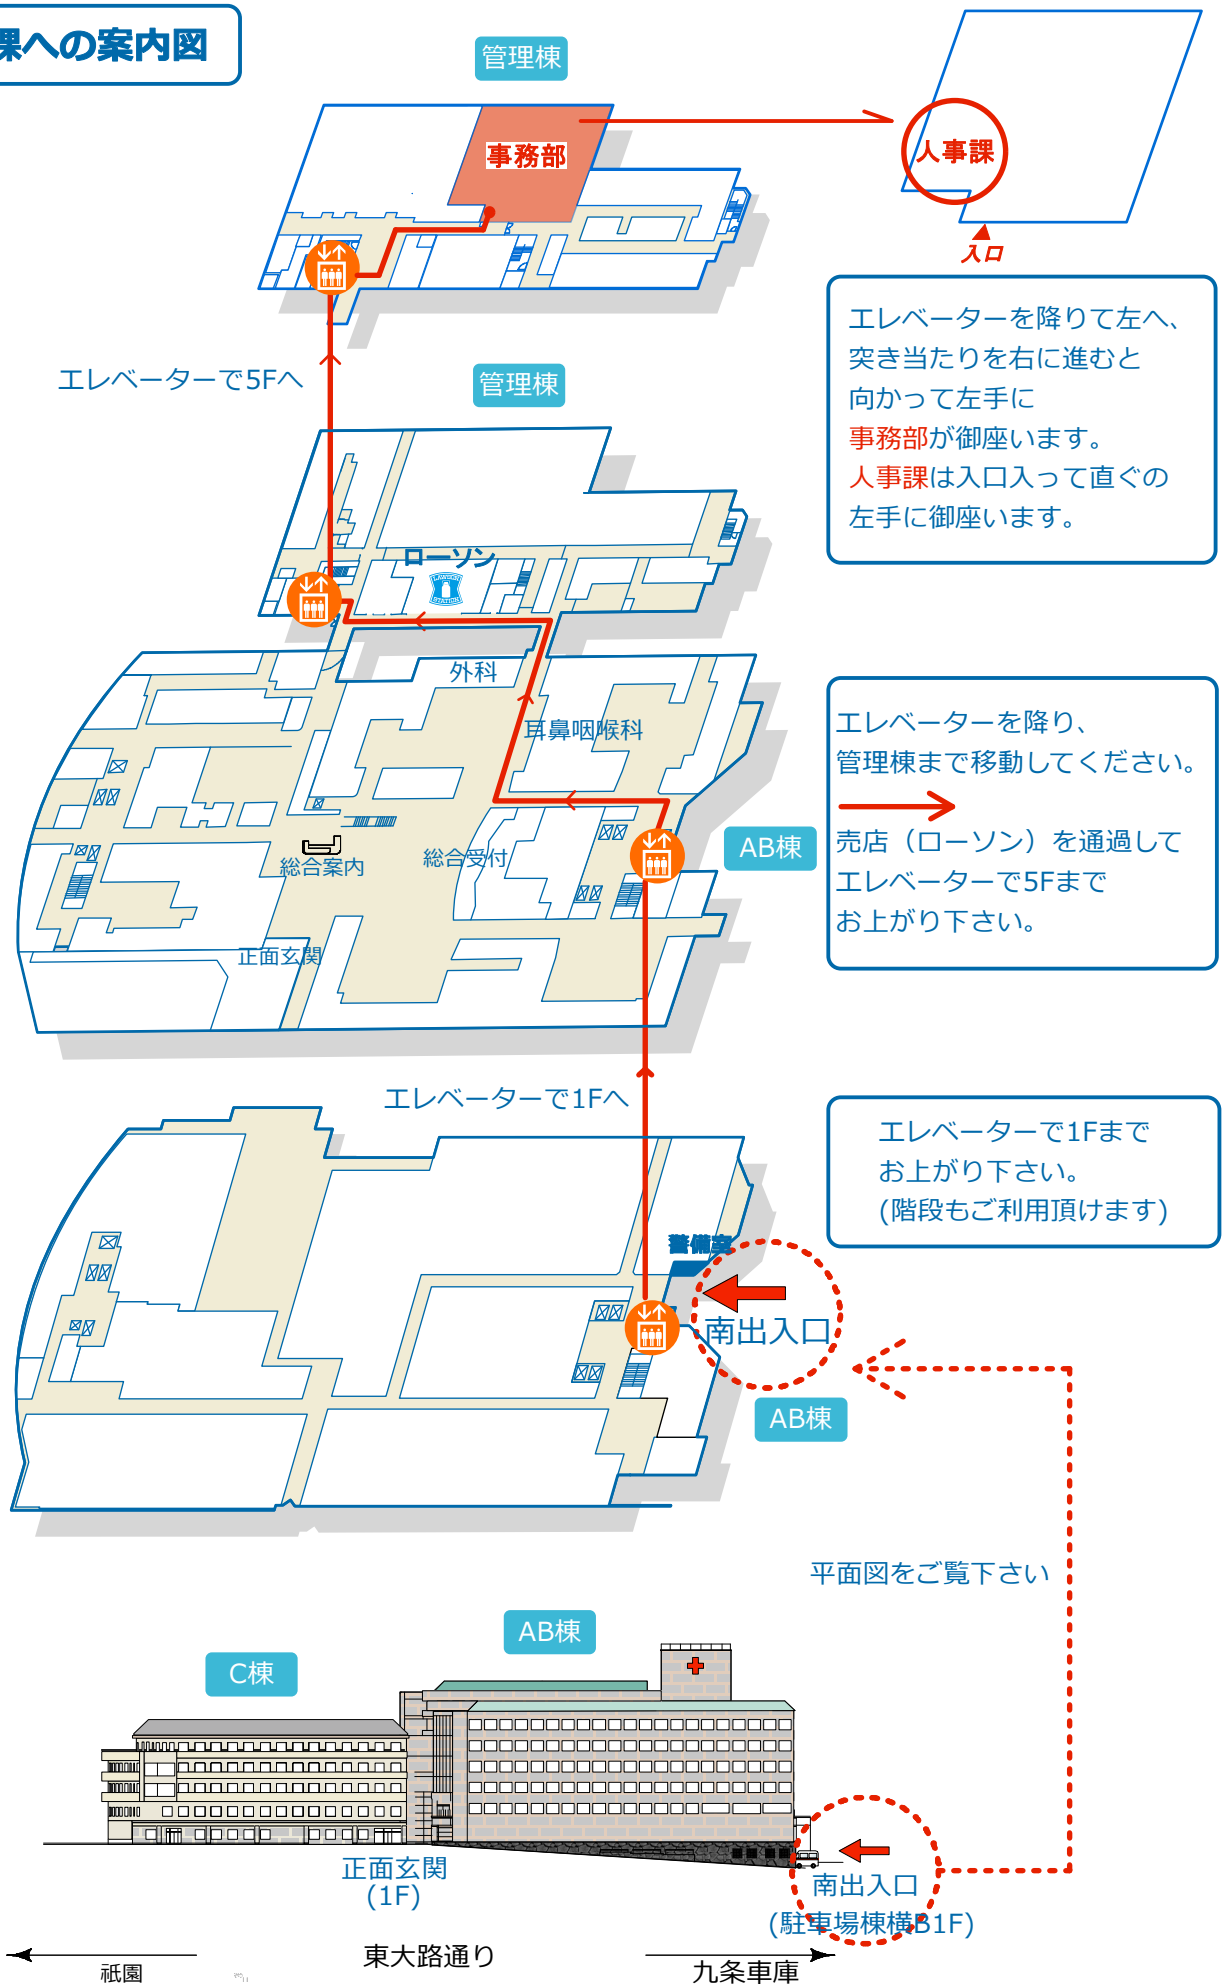 課への案内図
管理棟
事務部
人事課
入口
エレベーターを降りて左へ、
突き当たりを右に進むと
向かって左手に
事務部が御座います。
人事課は入口入って直ぐの
左手に御座います。
エレベーターで5Fへ
管理棟
ローソン
LAWSON
STATION
外科
耳鼻咽喉科
エレベーターを降り、
管理棟まで移動してください。
売店（ローソン）を通過して
エレベーターで5Fまで
お上がり下さい。
AB棟
総合案内
総合受付
正面玄関
エレベーターで1Fへ
エレベーターで1Fまで
お上がり下さい。
(階段もご利用頂けます)
警備室
南出入口
AB棟
平面図をご覧下さい
AB棟
C棟
正面玄関
(1F)
南出入口
(駐車場棟横B1F)
東大路通り
祇園
九条車庫